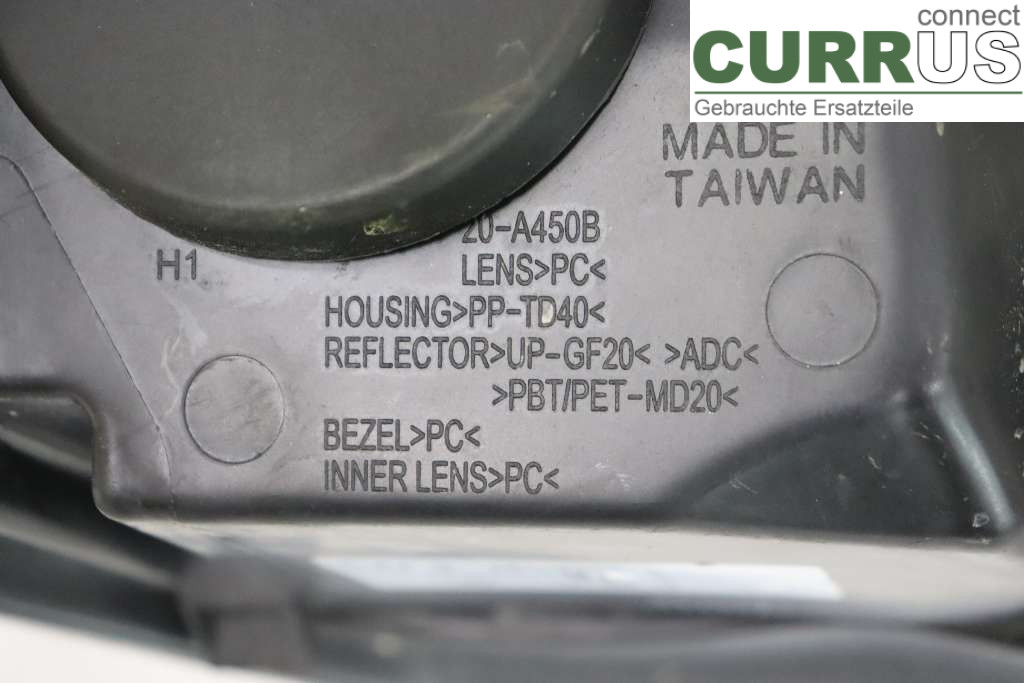 connect
CURRUS
Gebrauchte Ersatzteile
MADE IN
TAIWAN
20-A450B
H1
LENS>PC<
HOUSING>PP-TD40<
REFLECTOR>UP-GF20< >ADC<
>PBT/PET-MD20<
BEZEL>PC<
INNER LENS>PC<